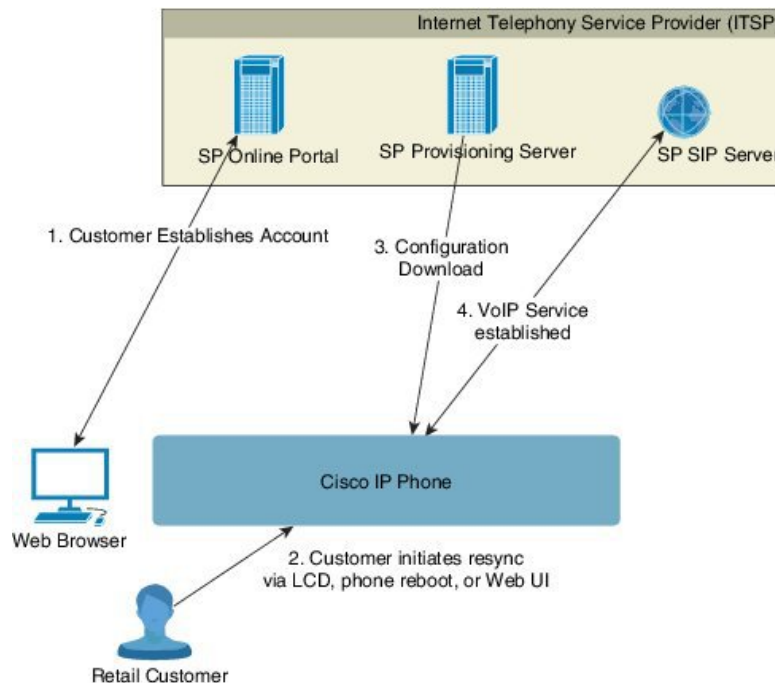 Internet Telephony Service Provider (ITSP
SP Online Portal
SP Provisioning Server
SP SIP Server
1. Customer Establishes Account
3. Configuration
Download
4. VoIP Service
established
Cisco IP Phone
Web Browser
2. Customer initiates resync
via LCD, phone reboot, or Web UI
Retail Customer